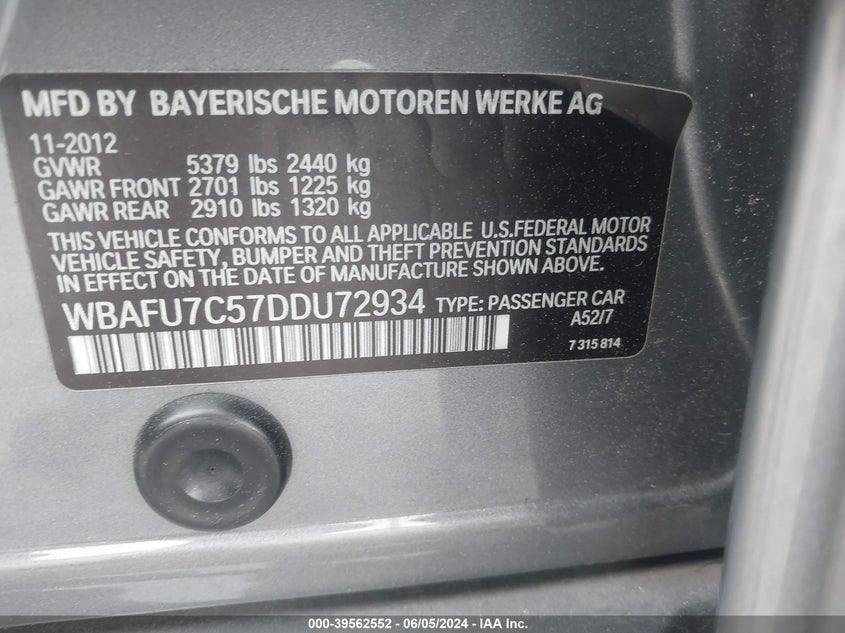 MFD BY BAYERISCHE MOTOREN WERKE AG
11-2012
GVWR 5379 lbs 2440 kg
GAWR FRONT 2701 lbs 1225 kg
GAWR REAR 2910 lbs 1320 kg
THIS VEHICLE CONFORMS TO ALL APPLICABLE U.S.FEDERAL MOTOR
VEHICLE SAFETY, BUMPER AND THEFT PREVENTION STANDARDS
IN EFFECT ON THE DATE OF MANUFACTURE SHOWN ABOVE.
WBAFU7C57DDU72934 TYPE: PASSENGER CAR
A52/7
7 315 814
000-39562552 - 06/05/2024 - IAA Inc.